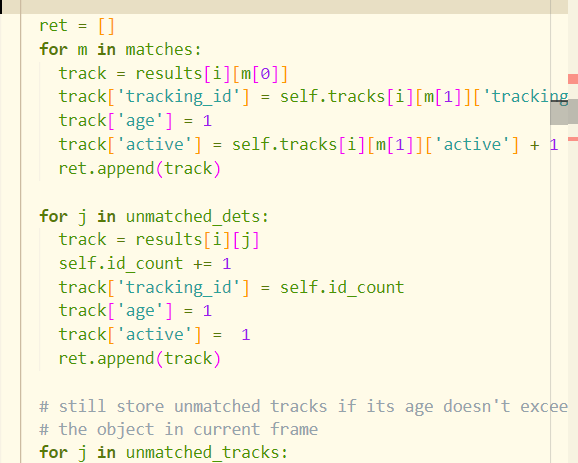 ret = []
for m in matches:
track = results[i][m[0]]
track['tracking_id'] = self.tracks[i][m[1]]['tracking
track['age'] = 1
track['active'] = self.tracks[i][m[1]]['active'] + 1
ret.append(track)
for j in unmatched_dets:
track = results[i][j]
self.id_count += 1
track['tracking_id'] = self.id_count
track['age'] = 1
track['active'] =  1
ret.append(track)
# still store unmatched tracks if its age doesn't excee
# the object in current frame
for j in unmatched_tracks: